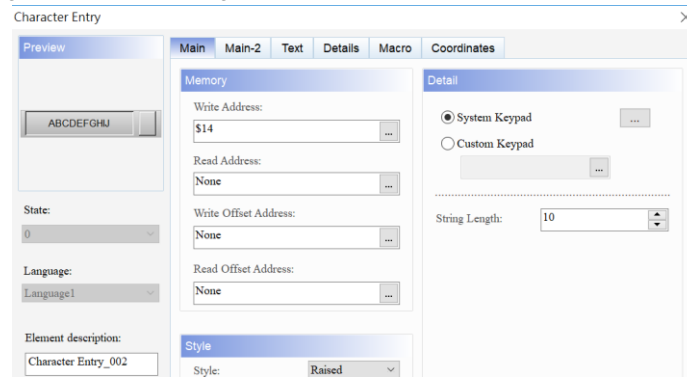 Character Entry
Preview
ABCDEFGHIJ
State:
0
Language:
Language1
Element description:
Character Entry_002
Main Main-2 Text Details Macro Coordinates
Memory
Write Address:
$14
...
Read Address:
None
...
Write Offset Address:
None
...
Read Offset Address:
None
...
Style
Style: Raised
Detail
System Keypad ...
Custom Keypad
...
String Length: 10